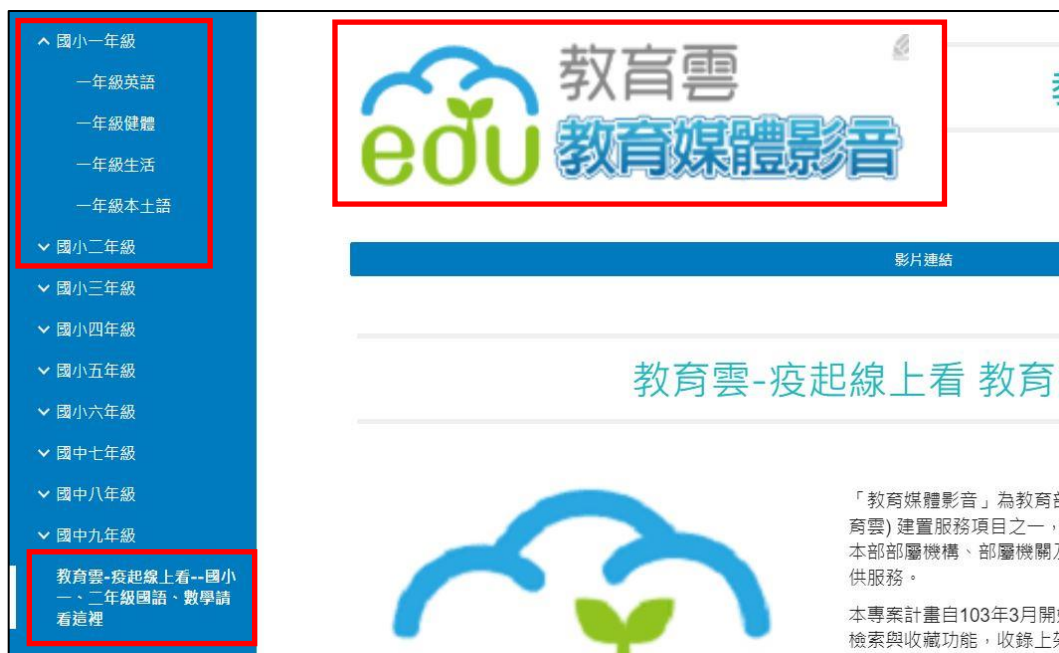 國小一年級
一年級英語
一年級健體
一年級生活
一年級本土語
國小二年級
國小三年級
國小四年級
國小五年級
國小六年級
國中七年級
國中八年級
國中九年級
教育雲-疫起線上看--國小
一、二年級國語、數學請
看這裡
教育雲
edu 教育媒體影音
影片連結
教育雲-疫起線上看 教育
「教育媒體影音」為教育部
育雲) 建置服務項目之一，
本部部屬機構、部屬機關及
供服務。
本專案計畫自103年3月開始
檢索與收藏功能，收錄上架